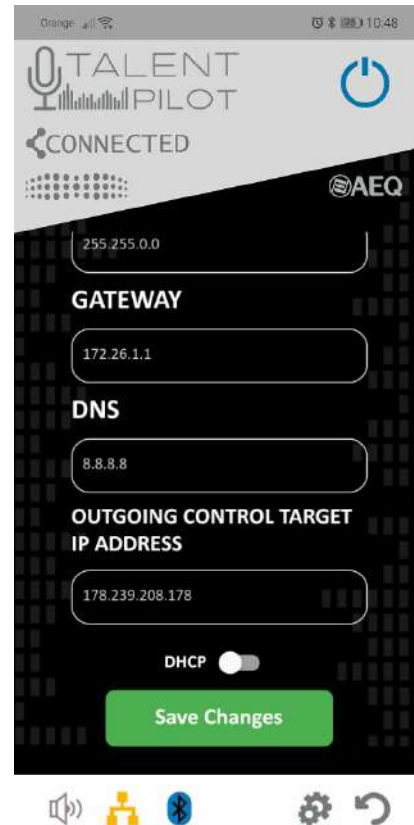 Orange
10:48
TALENT
PILOT
CONNECTED
AEQ
255.255.0.0
GATEWAY
172.26.1.1
DNS
8.8.8.8
OUTGOING CONTROL TARGET
IP ADDRESS
178.239.208.178
DHCP
Save Changes